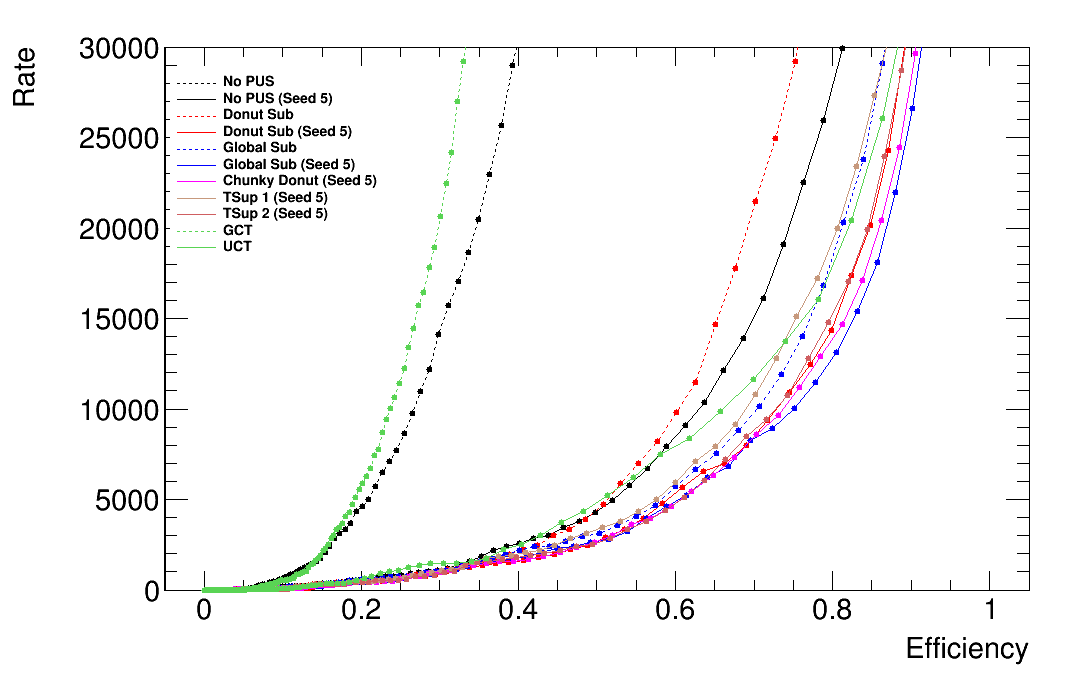 Rate
30000
25000
20000
15000
10000
5000
0
No PUS
No PUS (Seed 5)
Donut Sub
Donut Sub (Seed 5)
Global Sub
Global Sub (Seed 5)
Chunky Donut (Seed 5)
TSup 1 (Seed 5)
TSup 2 (Seed 5)
GCT
UCT
0 0.2 0.4 0.6 0.8 1
Efficiency